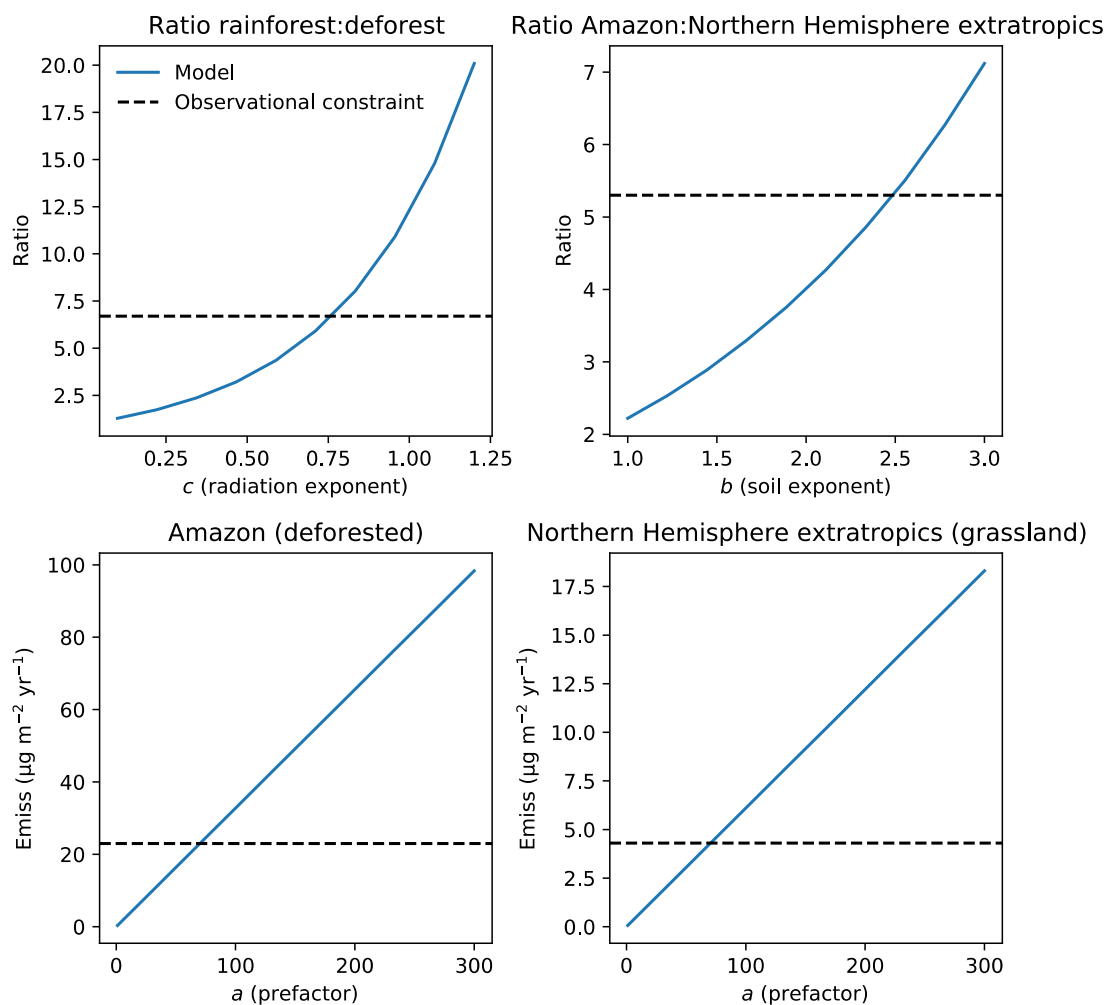 Ratio rainforest:deforest
20.0
17.5
15.0
12.5
10.0
7.5
5.0
2.5
Ratio
Model
Observational constraint
0.25 0.50 0.75 1.00 1.25
c (radiation exponent)
Ratio Amazon:Northern Hemisphere extratropics
7
6
5
4
3
2
Ratio
1.0 1.5 2.0 2.5 3.0
b (soil exponent)
Amazon (deforested)
100
80
60
40
20
0
Emiss (µg m⁻² yr⁻¹)
0 100 200 300
a (prefactor)
Northern Hemisphere extratropics (grassland)
17.5
15.0
12.5
10.0
7.5
5.0
2.5
0.0
Emiss (µg m⁻² yr⁻¹)
0 100 200 300
a (prefactor)